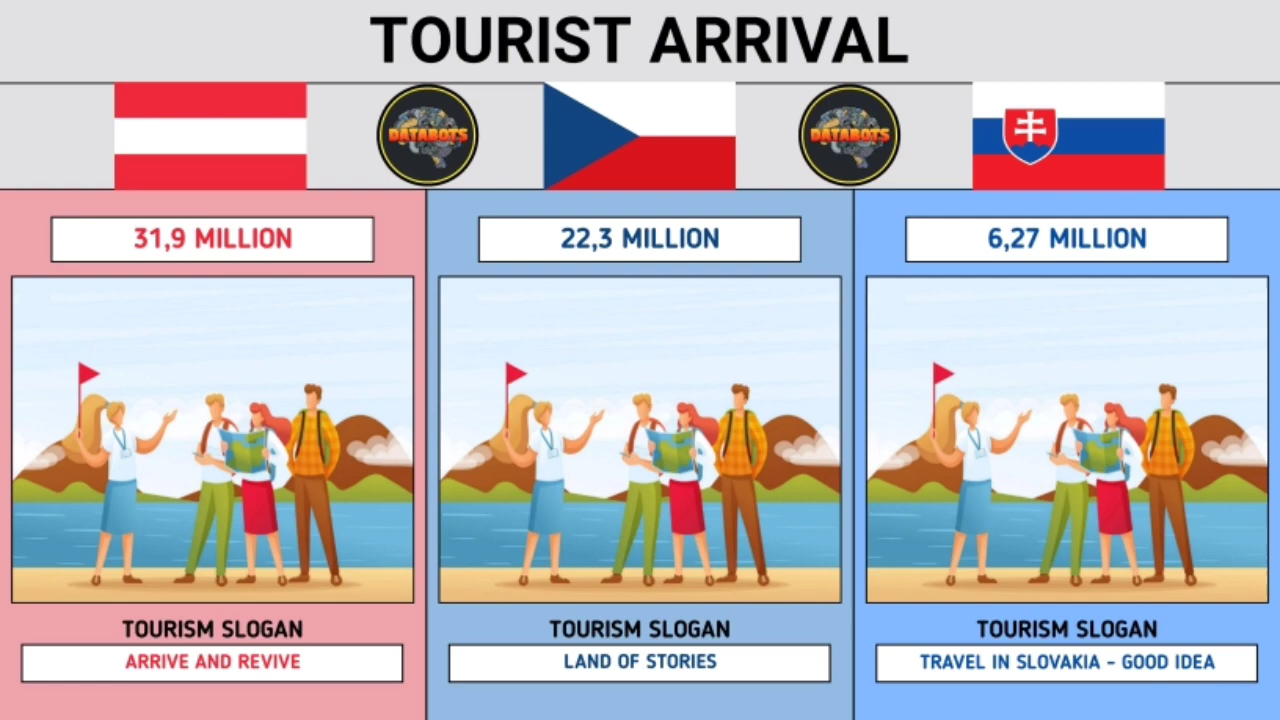 TOURIST ARRIVAL
DATABOTS
DATABOTS
31,9 MILLION
22,3 MILLION
6,27 MILLION
TOURISM SLOGAN
TOURISM SLOGAN
TOURISM SLOGAN
ARRIVE AND REVIVE
LAND OF STORIES
TRAVEL IN SLOVAKIA - GOOD IDEA